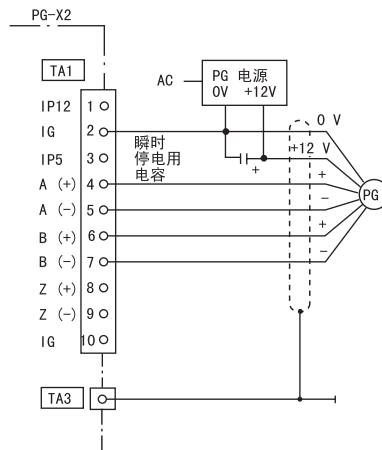 PG-X2
TA1
AC
PG 电源
0V +12V
IP12 1
IG 2
IP5 3
A (+) 4
A (−) 5
B (+) 6
B (−) 7
Z (+) 8
Z (−) 9
IG 10
瞬时
停电用
电容
+
0 V
+12 V
+
−
+
−
PG
TA3